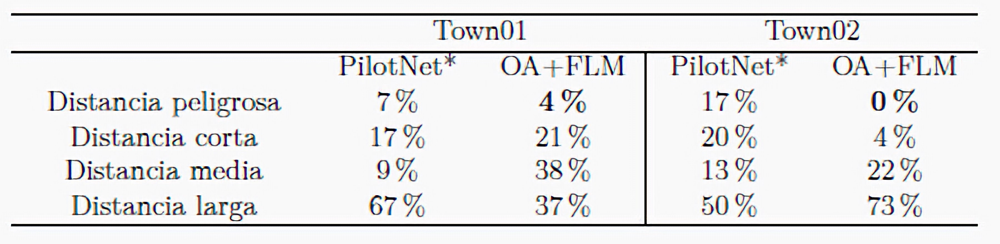 Town01 Town02
PilotNet* OA+FLM PilotNet* OA+FLM
Distancia peligrosa 7 % 4 % 17 % 0 %
Distancia corta 17 % 21 % 20 % 4 %
Distancia media 9 % 38 % 13 % 22 %
Distancia larga 67 % 37 % 50 % 73 %